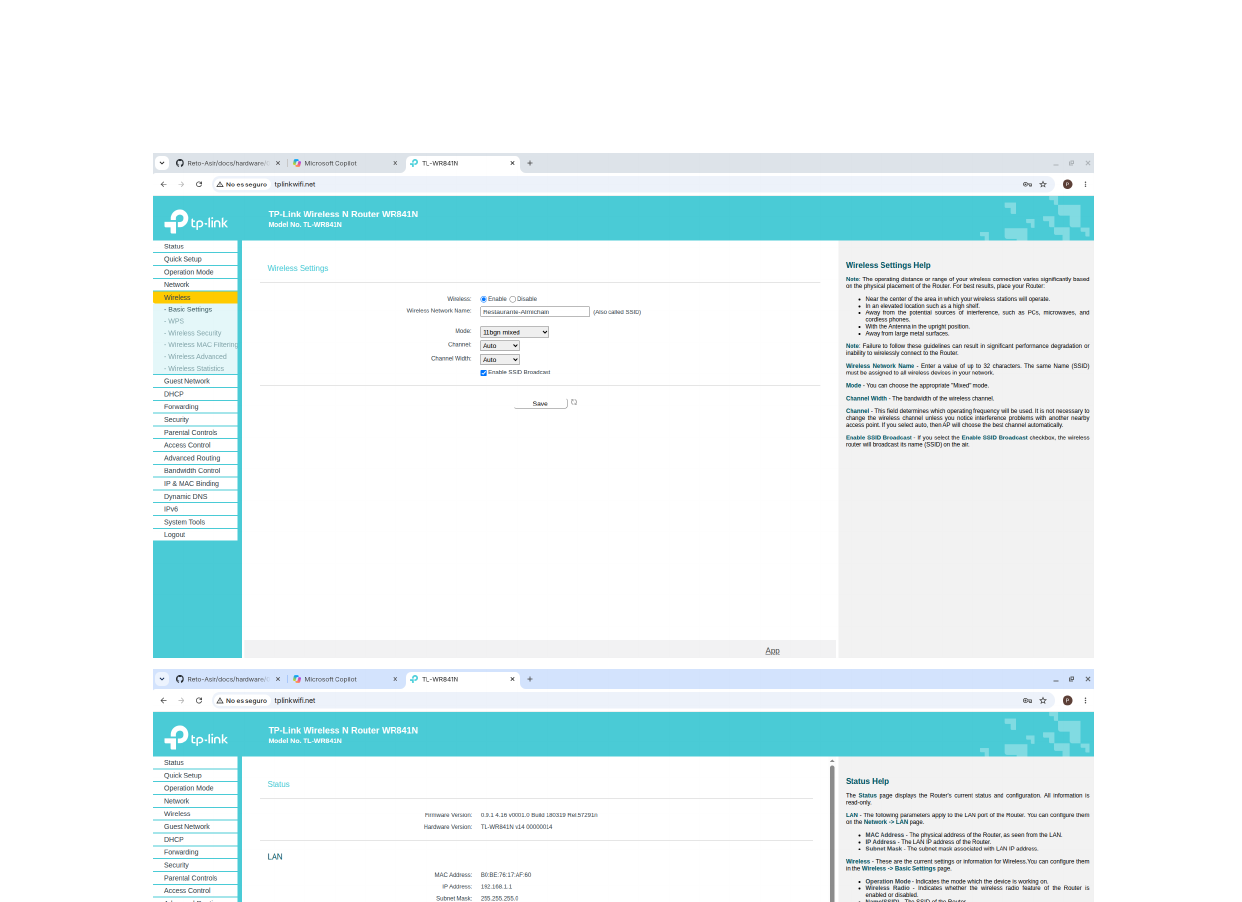 Reto-Asir/docs/hardware/
Microsoft Copilot
TL-WR841N
No es seguro
tplinkwifi.net
P
tp-link
TP-Link Wireless N Router WR841N
Model No. TL-WR841N
Status
Quick Setup
Operation Mode
Network
Wireless
- Basic Settings
- WPS
- Wireless Security
- Wireless MAC Filtering
- Wireless Advanced
- Wireless Statistics
Guest Network
DHCP
Forwarding
Security
Parental Controls
Access Control
Advanced Routing
Bandwidth Control
IP & MAC Binding
Dynamic DNS
IPv6
System Tools
Logout
Wireless Settings
Wireless: Enable Disable
Wireless Network Name: Restaurante-Armichain (Also called SSID)
Mode: 11bgn mixed
Channel: Auto
Channel Width: Auto
Enable SSID Broadcast
Save
App
Wireless Settings Help
Note: The operating distance or range of your wireless connection varies significantly based
on the physical placement of the Router. For best results, place your Router:
Near the center of the area in which your wireless stations will operate.
In an elevated location such as a high shelf.
Away from the potential sources of interference, such as PCs, microwaves, and
cordless phones.
With the Antenna in the upright position.
Away from large metal surfaces.
Note: Failure to follow these guidelines can result in significant performance degradation or
inability to wirelessly connect to the Router.
Wireless Network Name - Enter a value of up to 32 characters. The same Name (SSID)
must be assigned to all wireless devices in your network.
Mode - You can choose the appropriate "Mixed" mode.
Channel Width - The bandwidth of the wireless channel.
Channel - This field determines which operating frequency will be used. It is not necessary to
change the wireless channel unless you notice interference problems with another nearby
access point. If you select auto, then AP will choose the best channel automatically.
Enable SSID Broadcast - If you select the Enable SSID Broadcast checkbox, the wireless
router will broadcast its name (SSID) on the air.
Reto-Asir/docs/hardware/
Microsoft Copilot
TL-WR841N
No es seguro
tplinkwifi.net
P
tp-link
TP-Link Wireless N Router WR841N
Model No. TL-WR841N
Status
Quick Setup
Operation Mode
Network
Wireless
Guest Network
DHCP
Forwarding
Security
Parental Controls
Access Control
Status
Firmware Version: 0.9.1 4.16 v0001.0 Build 180319 Rel.57291n
Hardware Version: TL-WR841N v14 00000014
LAN
MAC Address: B0:BE:76:17:AF:60
IP Address: 192.168.1.1
Subnet Mask: 255.255.255.0
Status Help
The Status page displays the Router's current status and configuration. All information is
read-only.
LAN - The following parameters apply to the LAN port of the Router. You can configure them
on the Network -> LAN page.
MAC Address - The physical address of the Router, as seen from the LAN.
IP Address - The LAN IP address of the Router.
Subnet Mask - The subnet mask associated with LAN IP address.
Wireless - These are the current settings or information for Wireless.You can configure them
in the Wireless -> Basic Settings page.
Operation Mode - Indicates the mode which the device is working on.
Wireless Radio - Indicates whether the wireless radio feature of the Router is
enabled or disabled.
Name(SSID) - The SSID of the Router.